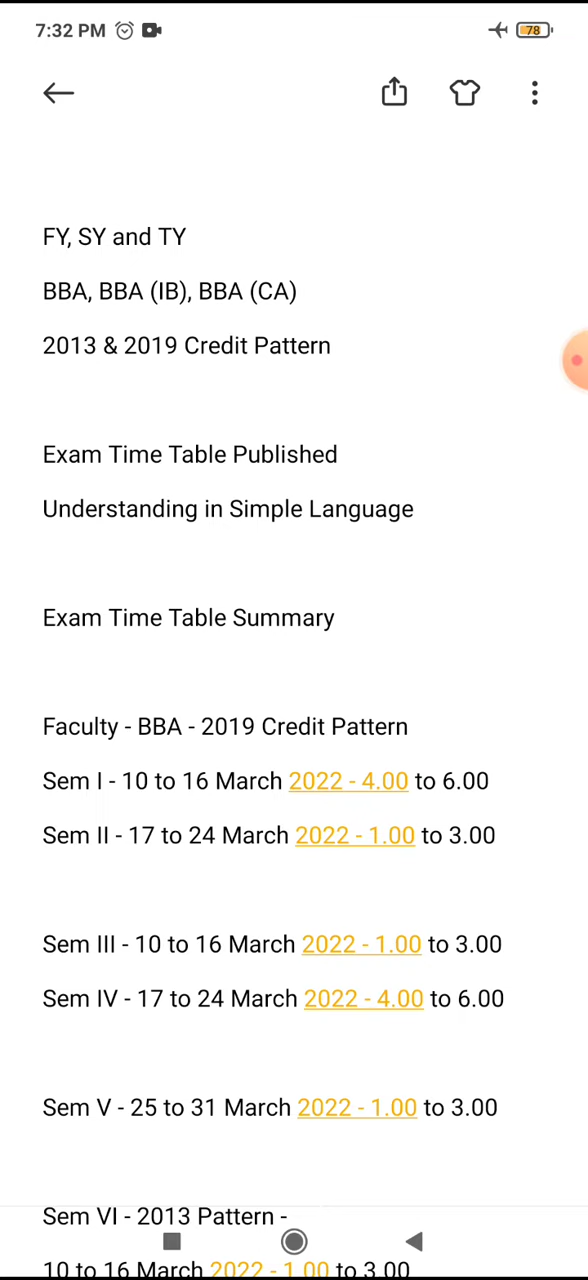 7:32 PM
78
FY, SY and TY
BBA, BBA (IB), BBA (CA)
2013 & 2019 Credit Pattern
Exam Time Table Published
Understanding in Simple Language
Exam Time Table Summary
Faculty - BBA - 2019 Credit Pattern
Sem I - 10 to 16 March 2022 - 4.00 to 6.00
Sem II - 17 to 24 March 2022 - 1.00 to 3.00
Sem III - 10 to 16 March 2022 - 1.00 to 3.00
Sem IV - 17 to 24 March 2022 - 4.00 to 6.00
Sem V - 25 to 31 March 2022 - 1.00 to 3.00
Sem VI - 2013 Pattern -
10 to 16 March 2022 - 1.00 to 3.00